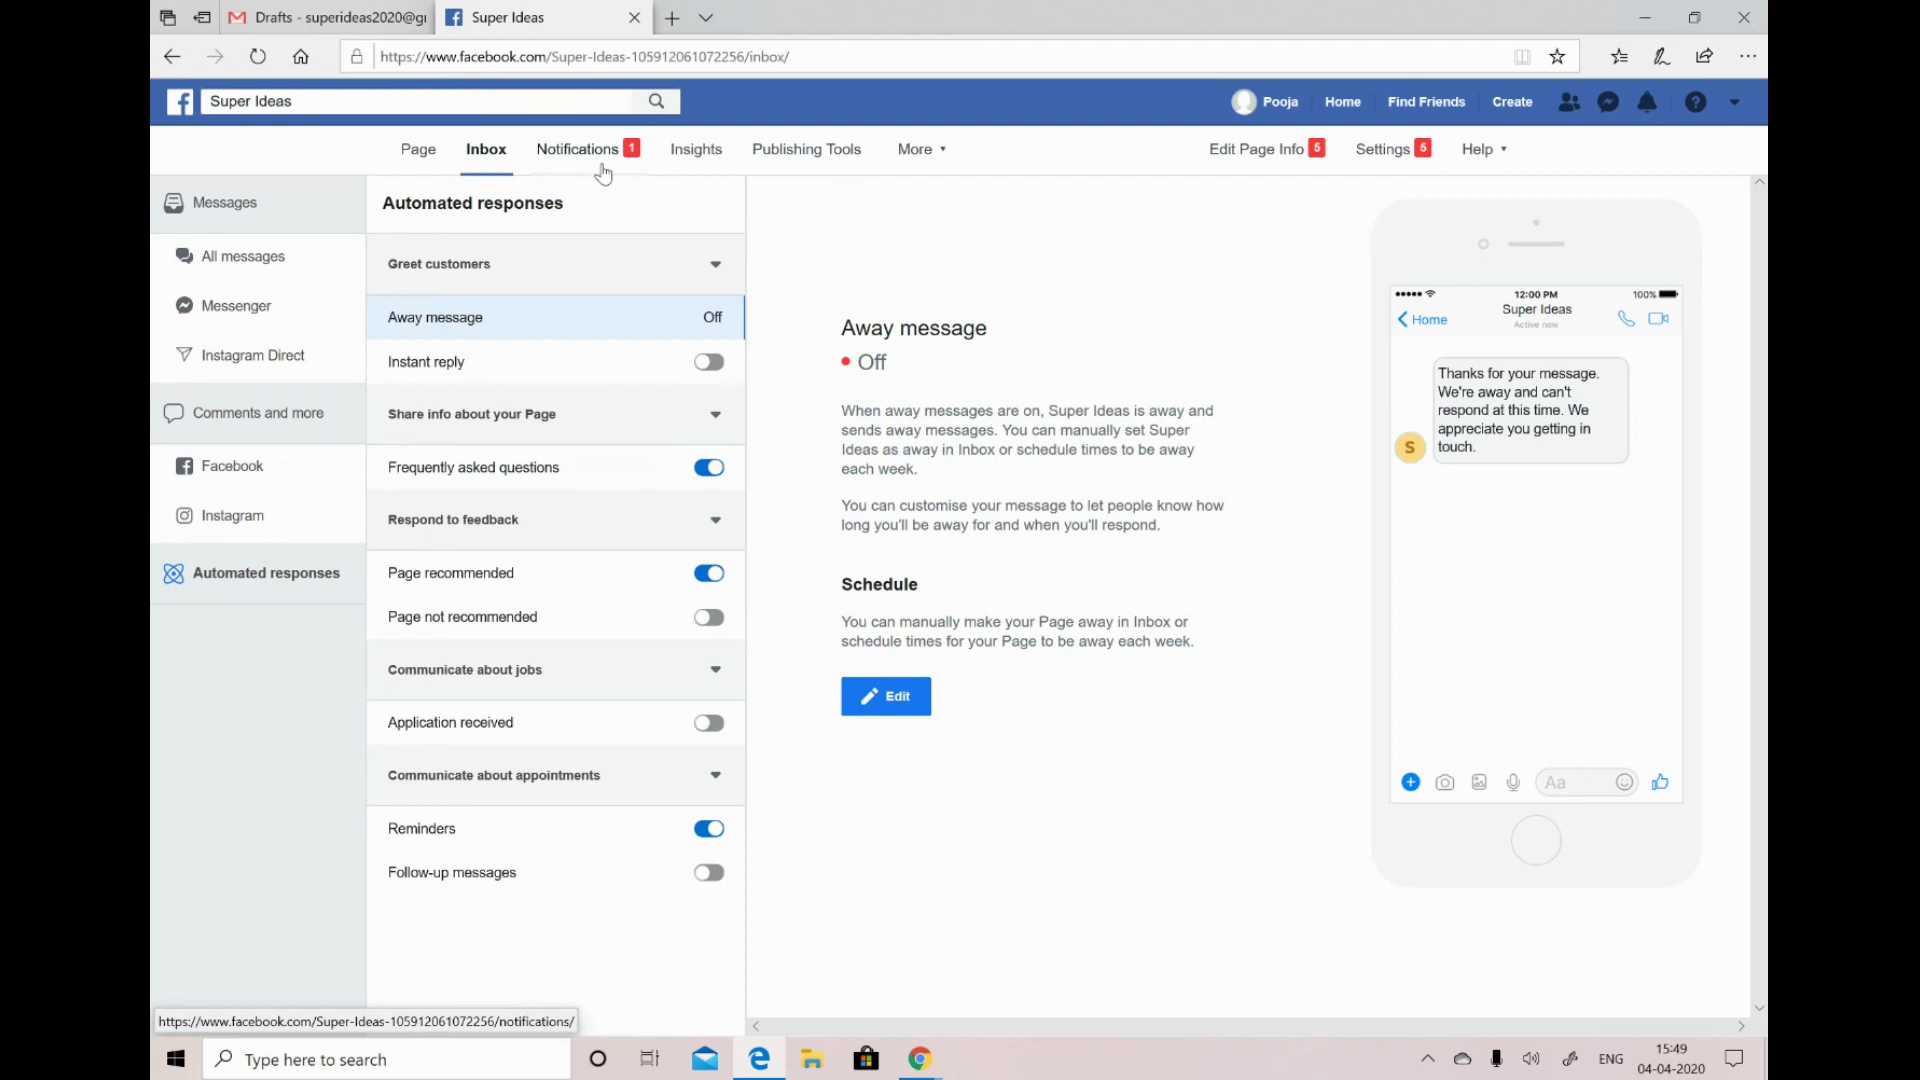 Drafts - superideas2020@g
Super Ideas
https://www.facebook.com/Super-Ideas-105912061072256/inbox/
Super Ideas
Pooja
Home
Find Friends
Create
Page
Inbox
Notifications 1
Insights
Publishing Tools
More
Edit Page Info 5
Settings 5
Help
Messages
All messages
Messenger
Instagram Direct
Comments and more
Facebook
Instagram
Automated responses
Automated responses
Greet customers
Away message Off
Instant reply
Share info about your Page
Frequently asked questions
Respond to feedback
Page recommended
Page not recommended
Communicate about jobs
Application received
Communicate about appointments
Reminders
Follow-up messages
Away message
Off
When away messages are on, Super Ideas is away and
sends away messages. You can manually set Super
Ideas as away in Inbox or schedule times to be away
each week.
You can customise your message to let people know how
long you'll be away for and when you'll respond.
Schedule
You can manually make your Page away in Inbox or
schedule times for your Page to be away each week.
Edit
12:00 PM
100%
Home
Super Ideas
Active now
Thanks for your message.
We're away and can't
respond at this time. We
appreciate you getting in
touch.
S
Aa
https://www.facebook.com/Super-Ideas-105912061072256/notifications/
Type here to search
ENG
15:49
04-04-2020